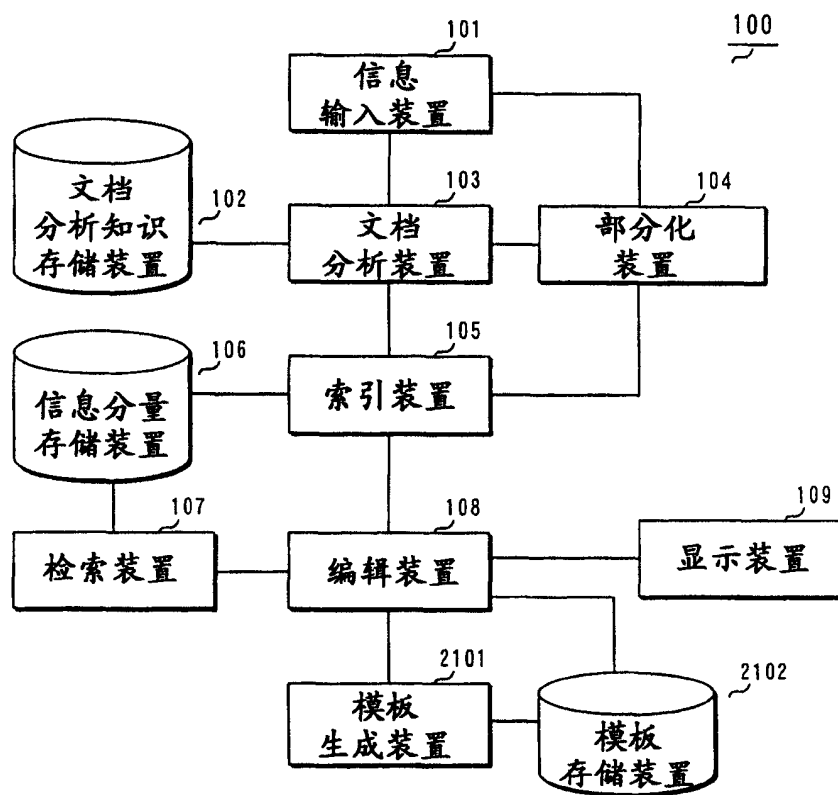 100
101
信息
输入装置
102
文档
分析知识
存储装置
103
文档
分析装置
104
部分化
装置
105
索引装置
106
信息分量
存储装置
107
检索装置
108
编辑装置
109
显示装置
2101
模板
生成装置
2102
模板
存储装置